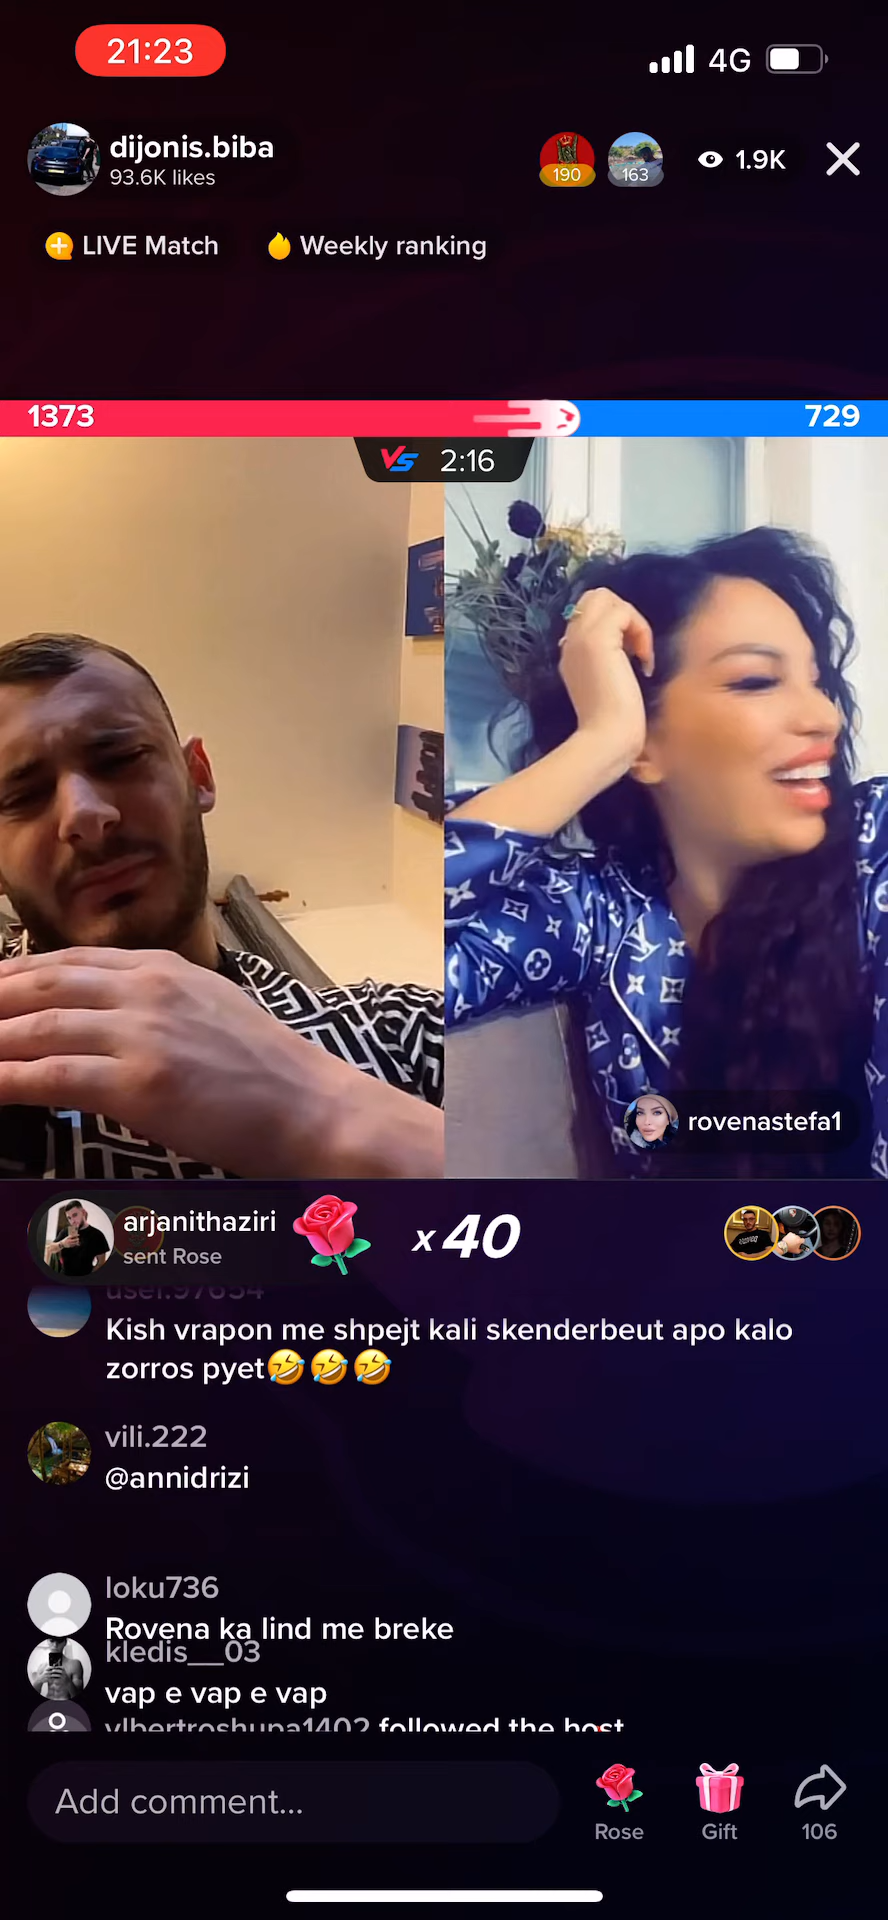 21:23
4G
dijonis.biba
93.6K likes
190
163
1.9K
LIVE Match
Weekly ranking
1373
729
VS 2:16
rovenastefa1
arjanithaziri
sent Rose
x 40
Kish vrapon me shpejt kali skenderbeut apo kalo
zorros pyet🤣🤣🤣
vili.222
@annidrizi
loku736
Rovena ka lind me breke
kledis__03
vap e vap e vap
followed the host
Add comment...
Rose
Gift
106